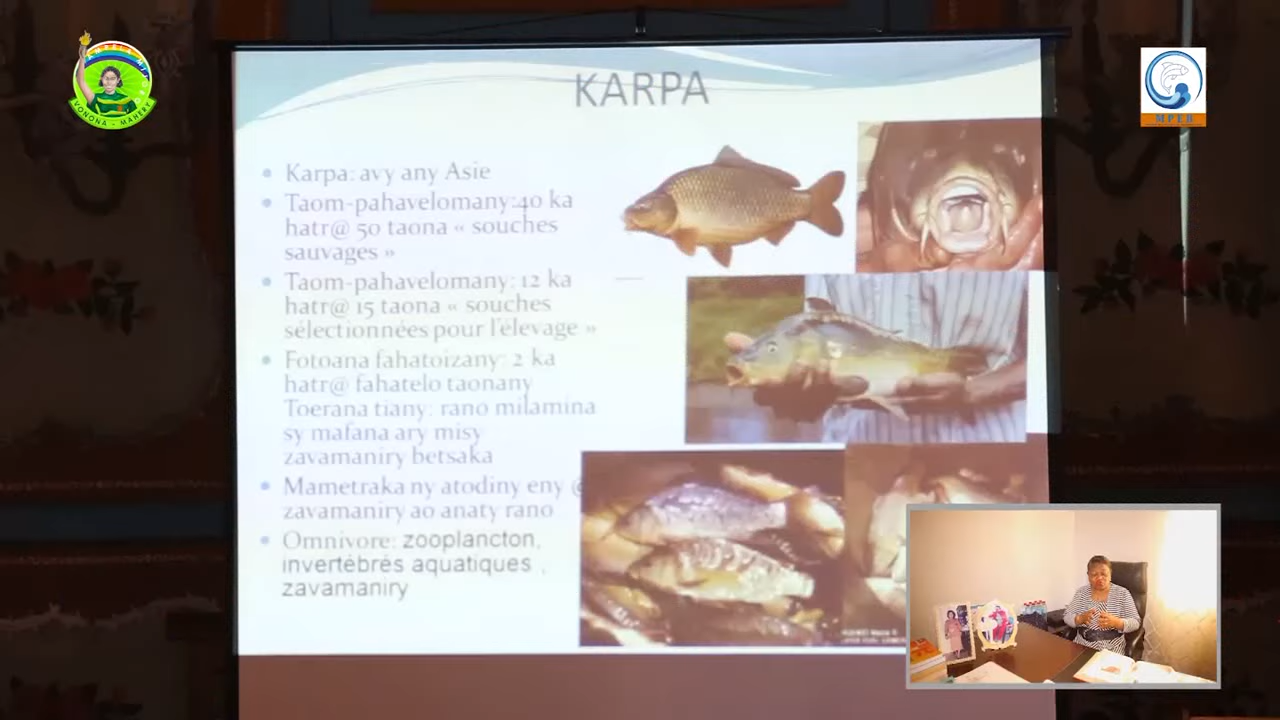 KARPA
VONONA - MAHERY
MPEB
Karpa: avy any Asie
Taom-pahavelomany:40 ka
hatr@ 50 taona « souches
sauvages »
Taom-pahavelomany: 12 ka
hatr@ 15 taona « souches
sélectionnées pour l'élevage »
Fotoana fahatoizany: 2 ka
hatr@ fahatelo taonany
Toerana tiany: rano milamina
sy mafana ary misy
zavamaniry betsaka
Mametraka ny atodiny eny @
zavamaniry ao anaty rano
Omnivore: zooplancton,
invertébrés aquatiques ,
zavamaniry